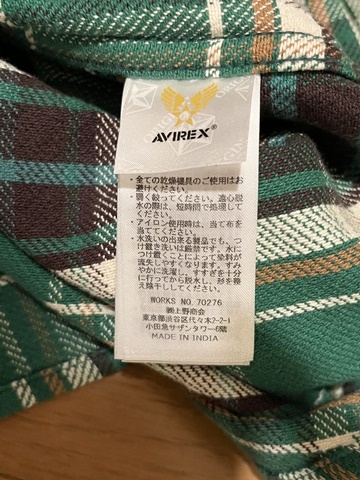 AVIREX®
・全ての乾燥機具のご使用はお
避けください。
・弱く絞ってください。遠心脱
水の際は、短時間で処理して
ください。
・アイロン使用時は、当て布を
当ててください。
・水洗いの出来る製品でも、つ
け置き洗いは厳禁です。水に
つけ置くことによって染料が
流失しやすくなります。すみ
やかに洗濯し、すすぎを十分
に行ってから脱水し、形を整
え陰干ししてください。
WORKS NO.70276
㈱上野商会
東京都渋谷区代々木2-2-1
小田急サザンタワー6階
MADE IN INDIA